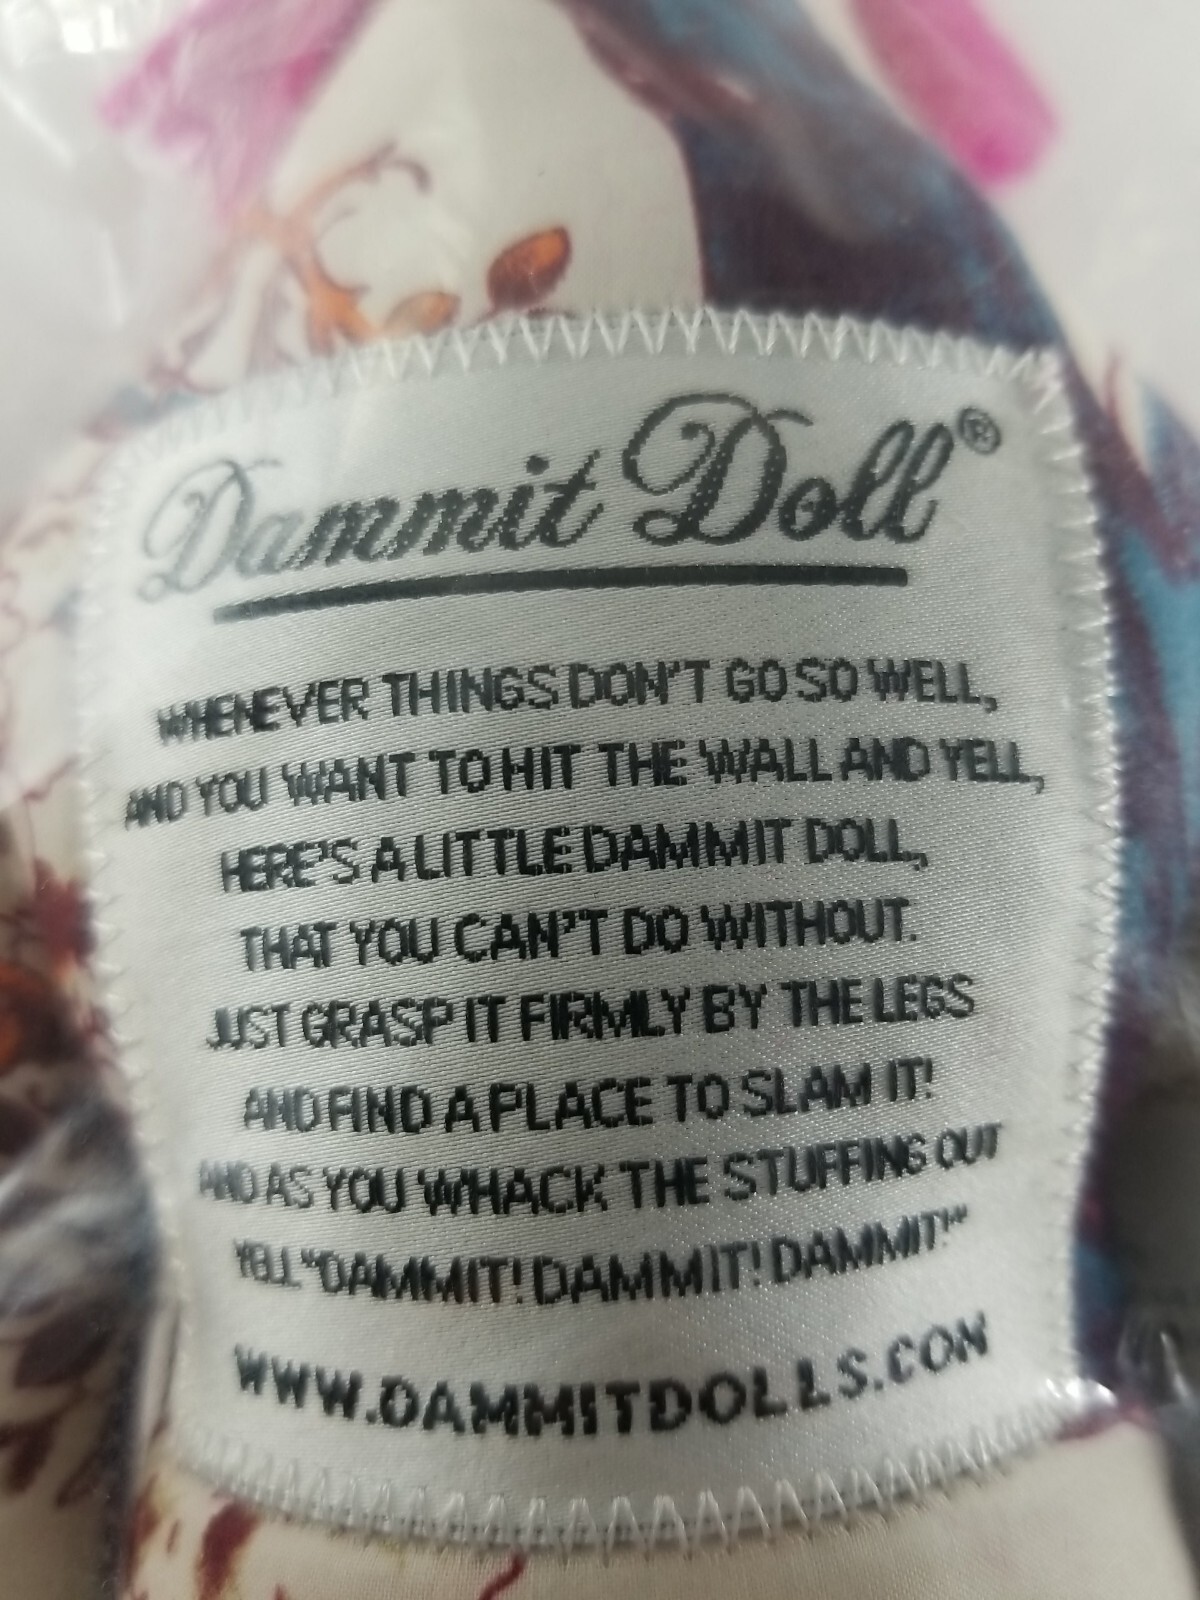 Dammit Doll®
WHENEVER THINGS DON'T GO SO WELL,
AND YOU WANT TO HIT THE WALL AND YELL,
HERE'S A LITTLE DAMMIT DOLL,
THAT YOU CAN'T DO WITHOUT.
JUST GRASP IT FIRMLY BY THE LEGS
AND FIND A PLACE TO SLAM IT!
AND AS YOU WHACK THE STUFFING OUT
YELL "DAMMIT! DAMMIT! DAMMIT!"
WWW.DAMMITDOLLS.COM